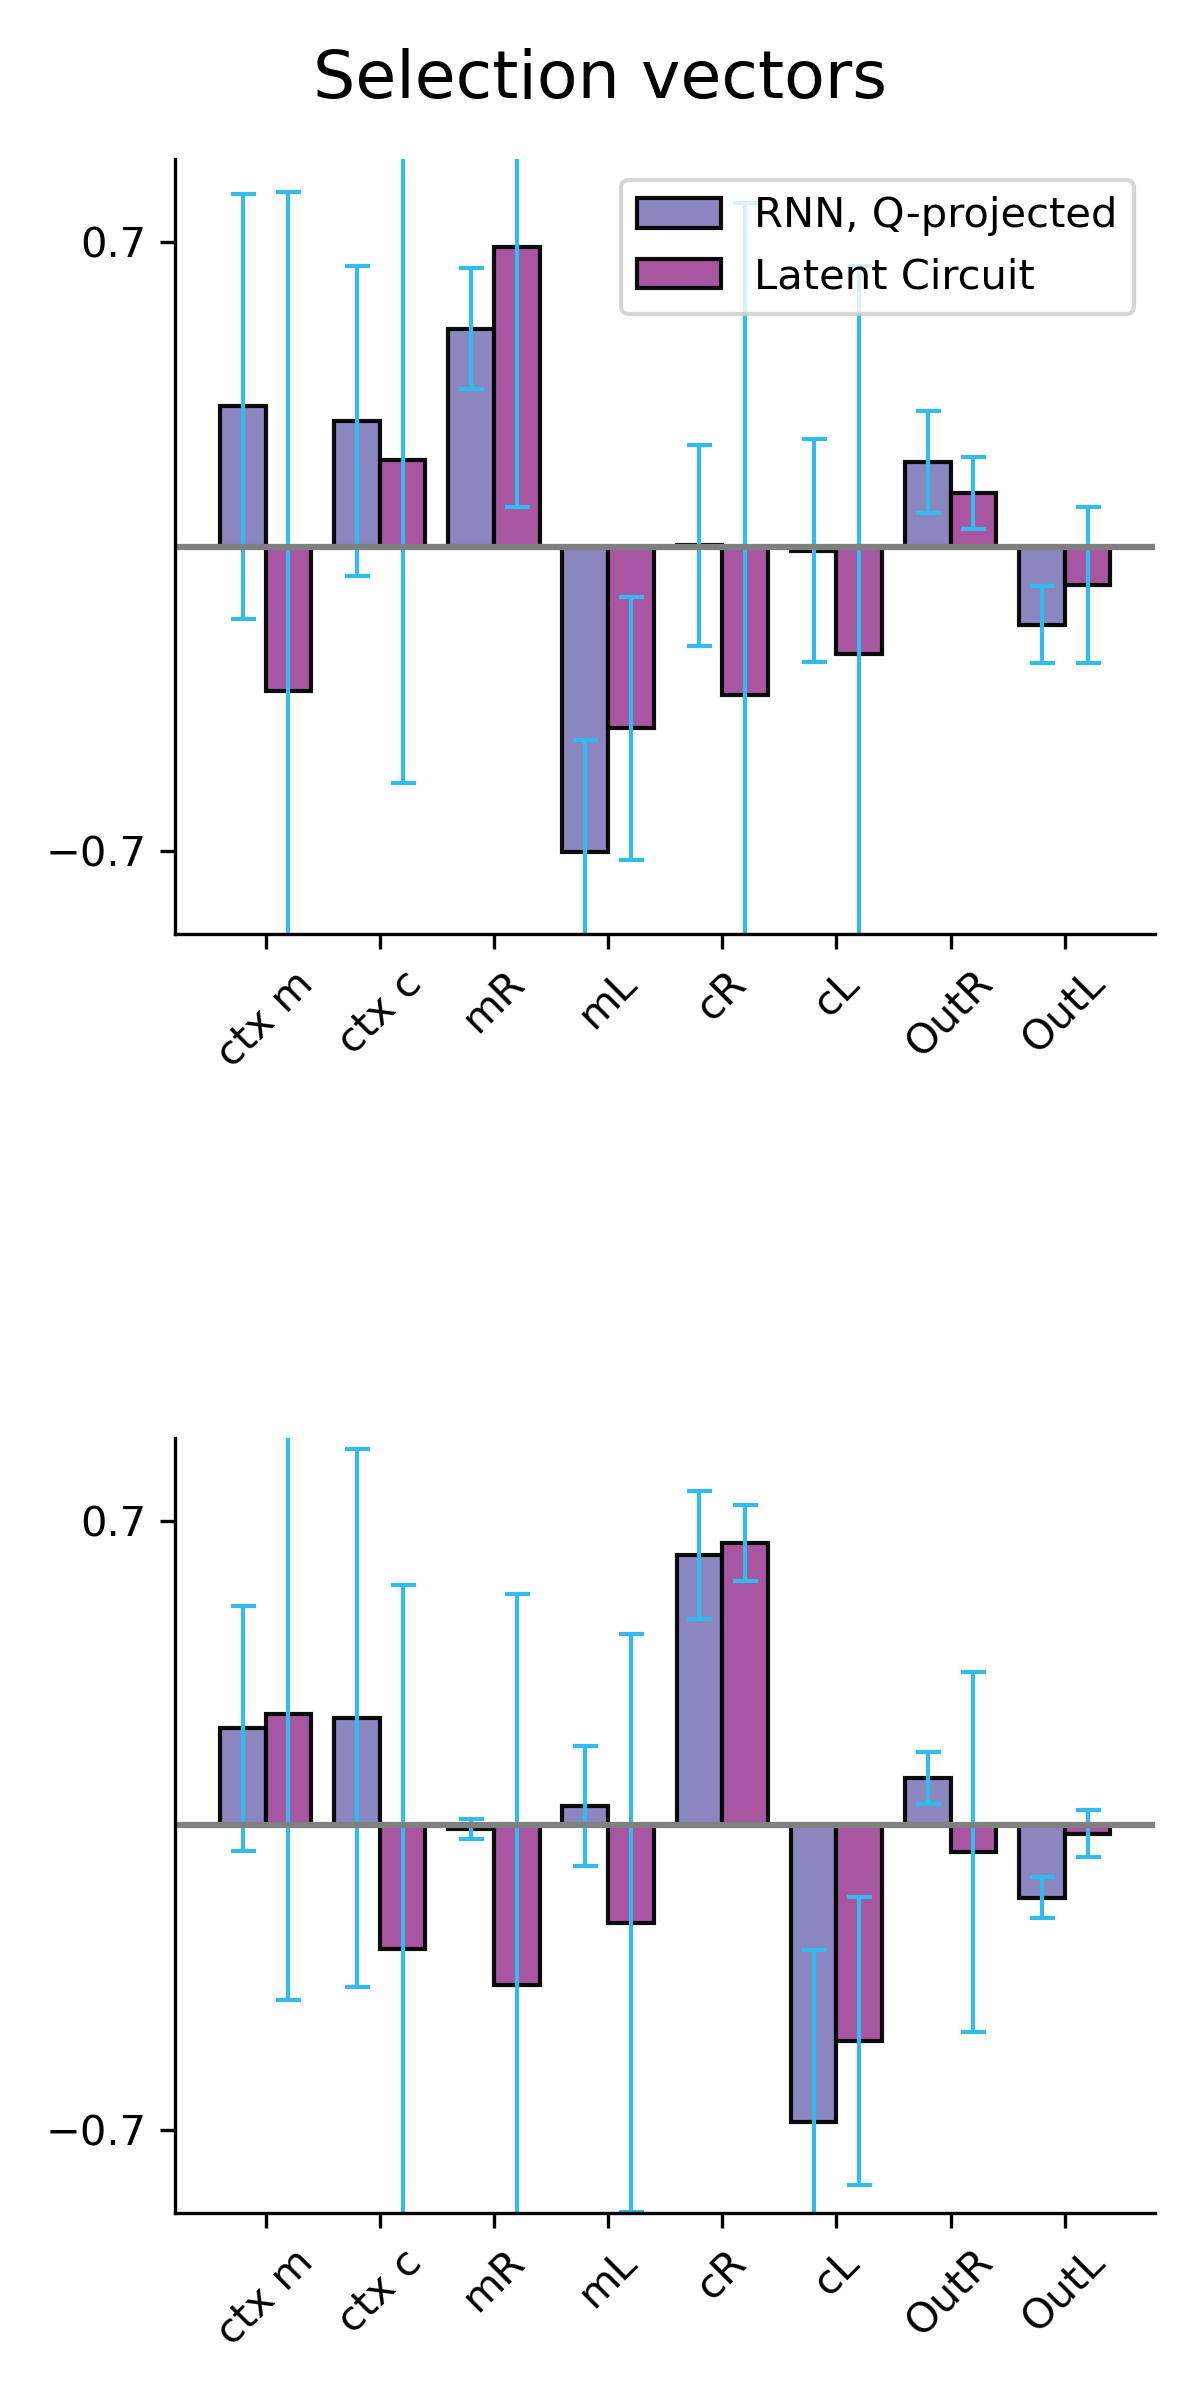 Selection vectors
RNN, Q-projected
Latent Circuit
0.7
−0.7
ctx m
ctx c
mR
mL
cR
cL
OutR
OutL
0.7
−0.7
ctx m
ctx c
mR
mL
cR
cL
OutR
OutL